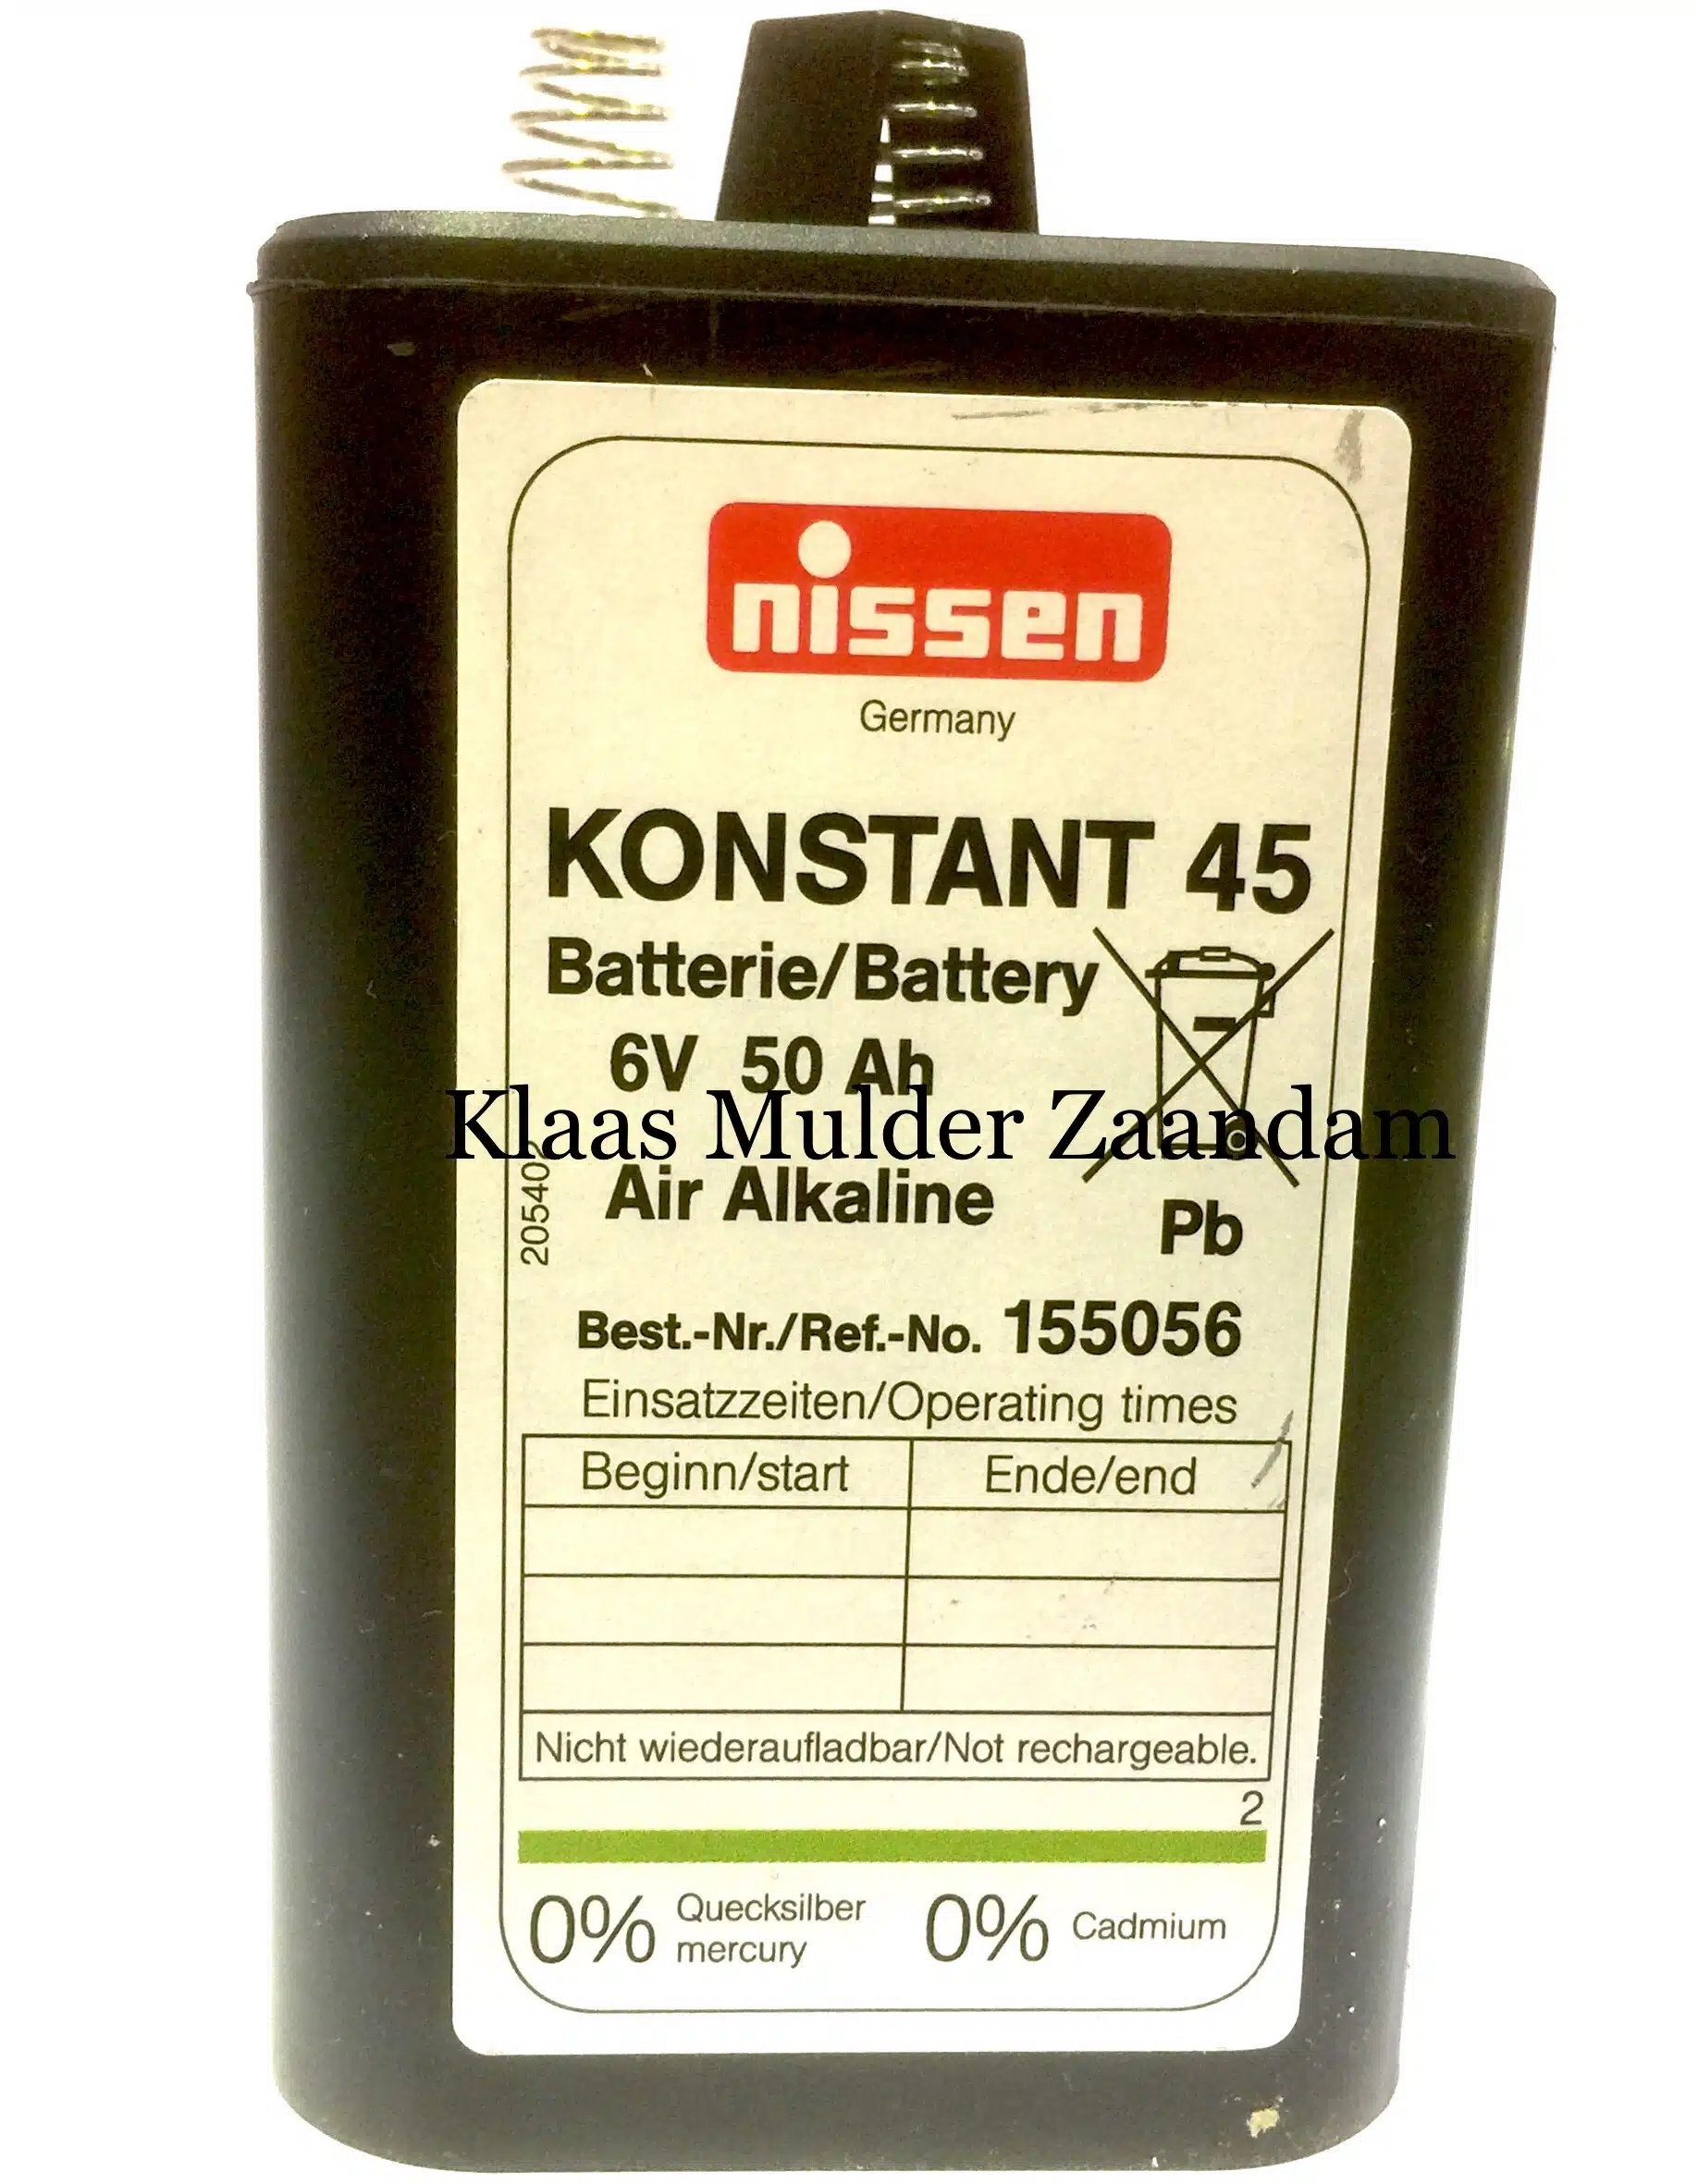 nissen
Germany
KONSTANT 45
Batterie/Battery
6V 50 Ah
Klaas Mulder Zaandam
Air Alkaline
Pb
Best.-Nr./Ref.-No. 155056
Einsatzzeiten/Operating times
Beginn/start Ende/end
Nicht wiederaufladbar/Not rechargeable.
2
0% Quecksilber
mercury
0% Cadmium